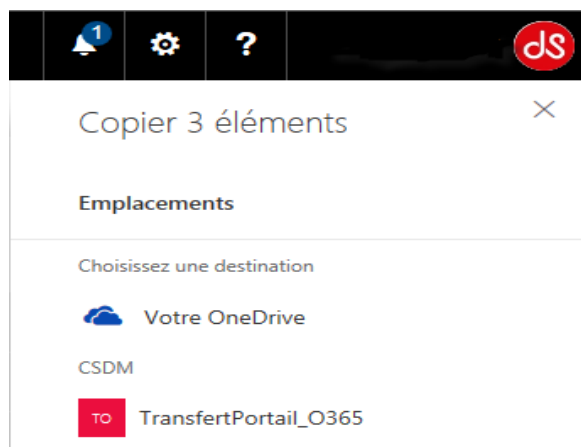 1
?
ds
Copier 3 éléments
Emplacements
Choisissez une destination
Votre OneDrive
CSDM
TO TransfertPortail_O365